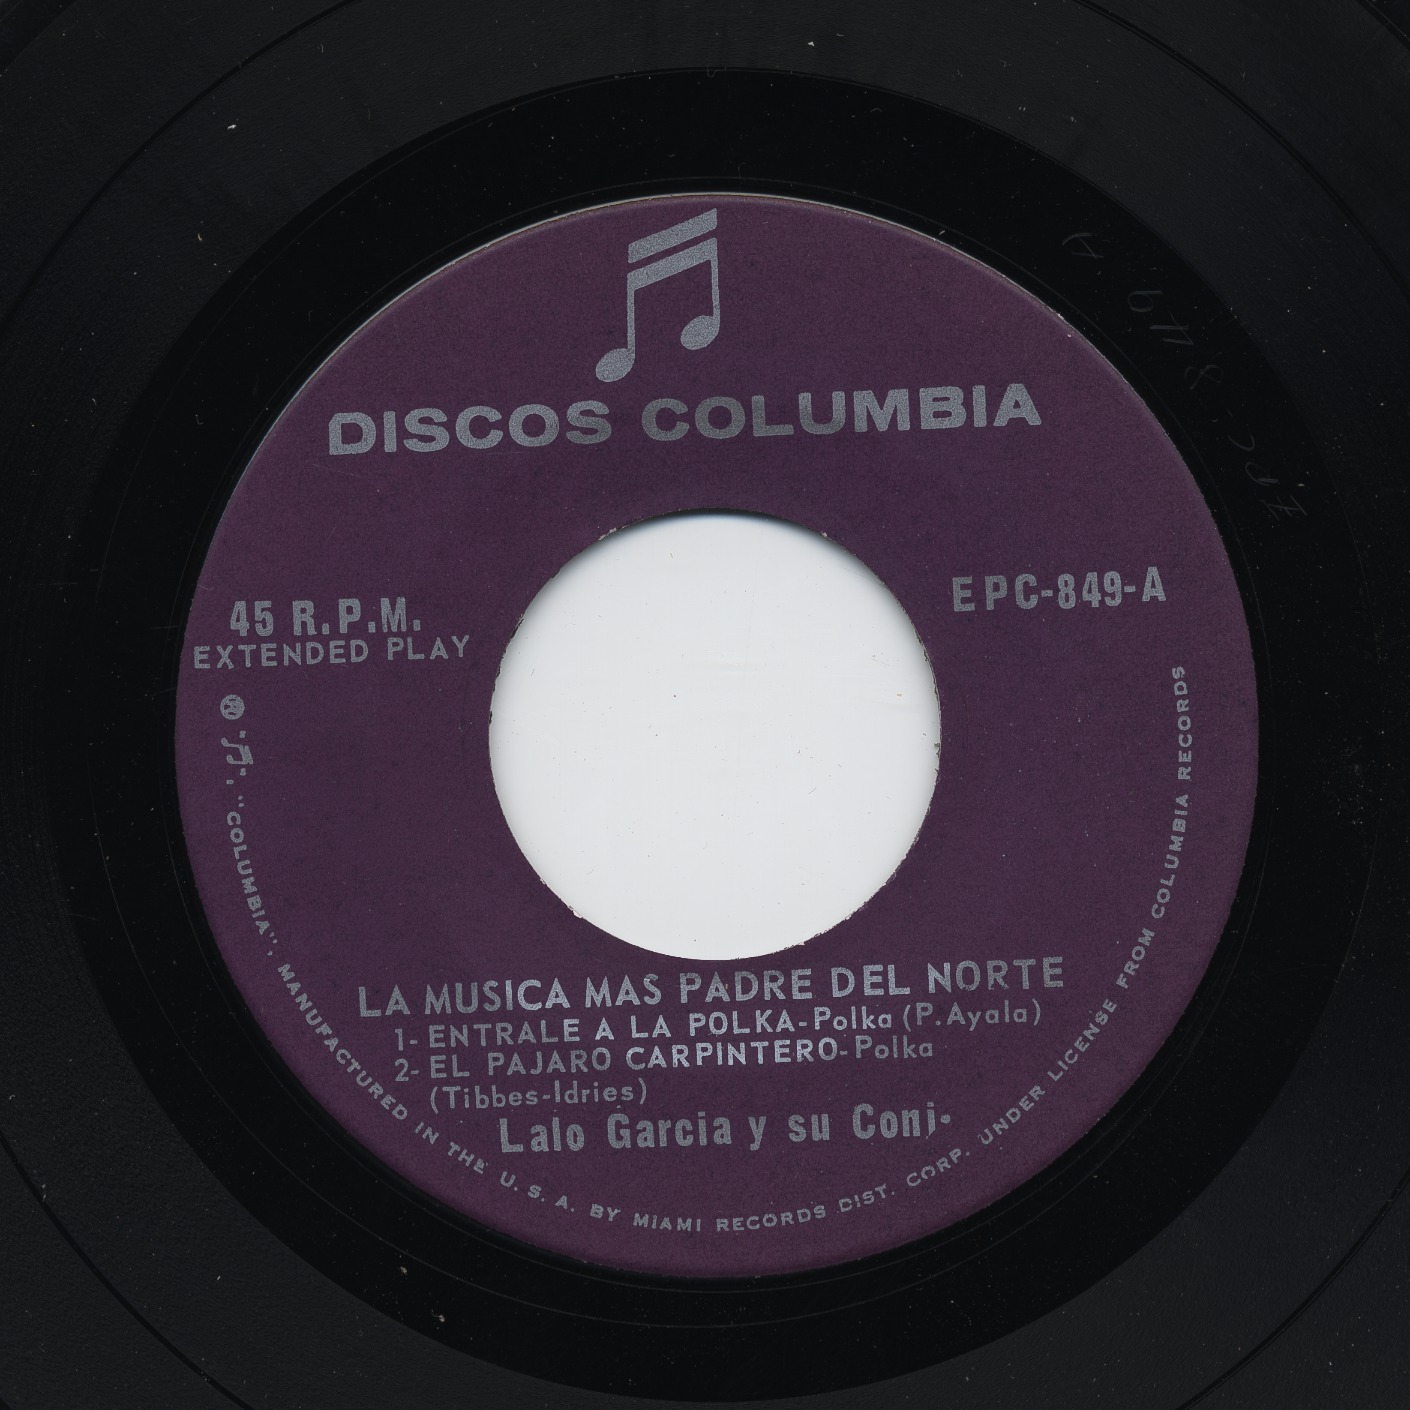 DISCOS COLUMBIA
45 R.P.M.
EXTENDED PLAY
EPC-849-A
LA MUSICA MAS PADRE DEL NORTE
1- ENTRALE A LA POLKA-Polka (P. Ayala)
2- EL PAJARO CARPINTERO-Polka
(Tibbes-Idries)
Lalo Garcia y su Conj.
"COLUMBIA", MANUFACTURED IN THE U. S. A. BY MIAMI RECORDS DIST. CORP. UNDER LICENSE FROM COLUMBIA RECORDS
EPC-849 A